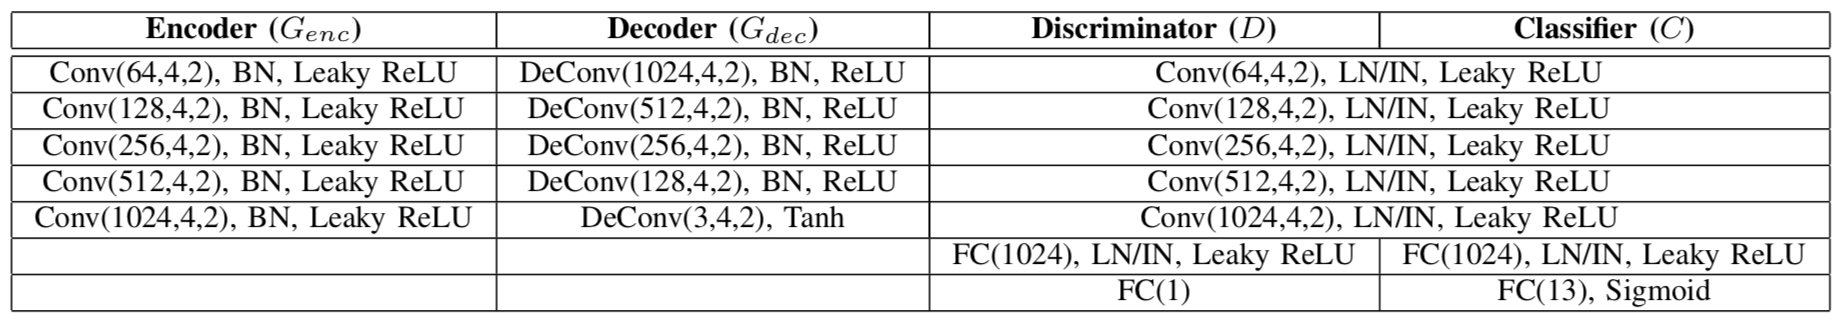 Encoder (G_enc) Decoder (G_dec) Discriminator (D) Classifier (C)
Conv(64,4,2), BN, Leaky ReLU DeConv(1024,4,2), BN, ReLU Conv(64,4,2), LN/IN, Leaky ReLU
Conv(128,4,2), BN, Leaky ReLU DeConv(512,4,2), BN, ReLU Conv(128,4,2), LN/IN, Leaky ReLU
Conv(256,4,2), BN, Leaky ReLU DeConv(256,4,2), BN, ReLU Conv(256,4,2), LN/IN, Leaky ReLU
Conv(512,4,2), BN, Leaky ReLU DeConv(128,4,2), BN, ReLU Conv(512,4,2), LN/IN, Leaky ReLU
Conv(1024,4,2), BN, Leaky ReLU DeConv(3,4,2), Tanh Conv(1024,4,2), LN/IN, Leaky ReLU
FC(1024), LN/IN, Leaky ReLU FC(1024), LN/IN, Leaky ReLU
FC(1) FC(13), Sigmoid